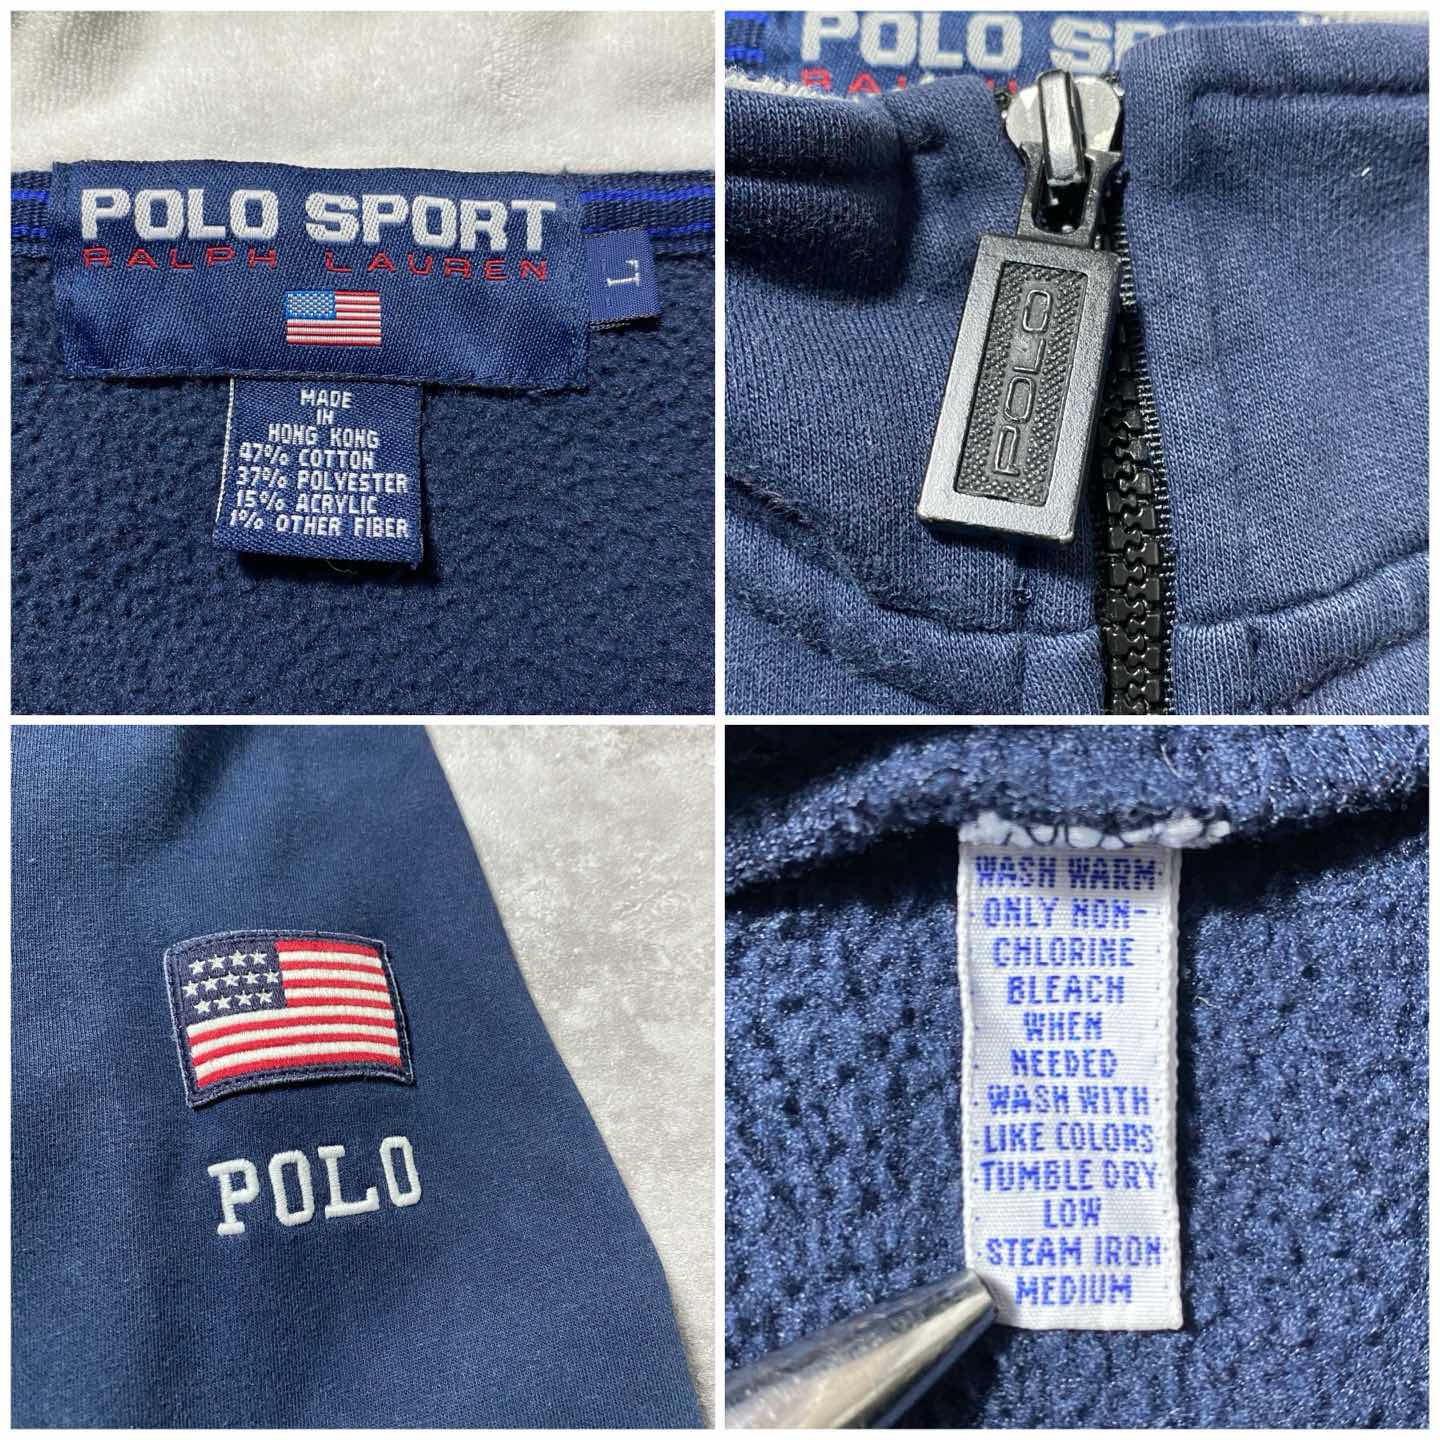 POLO SPORT
RALPH LAUREN
L
MADE
IN
HONG KONG
47% COTTON
37% POLYESTER
15% ACRYLIC
1% OTHER FIBER
POLO SP
RAL
POLO
POLO
WASH WARM
ONLY NON-
CHLORINE
BLEACH
WHEN
NEEDED
WASH WITH
LIKE COLORS
TUMBLE DRY
LOW
STEAM IRON
MEDIUM